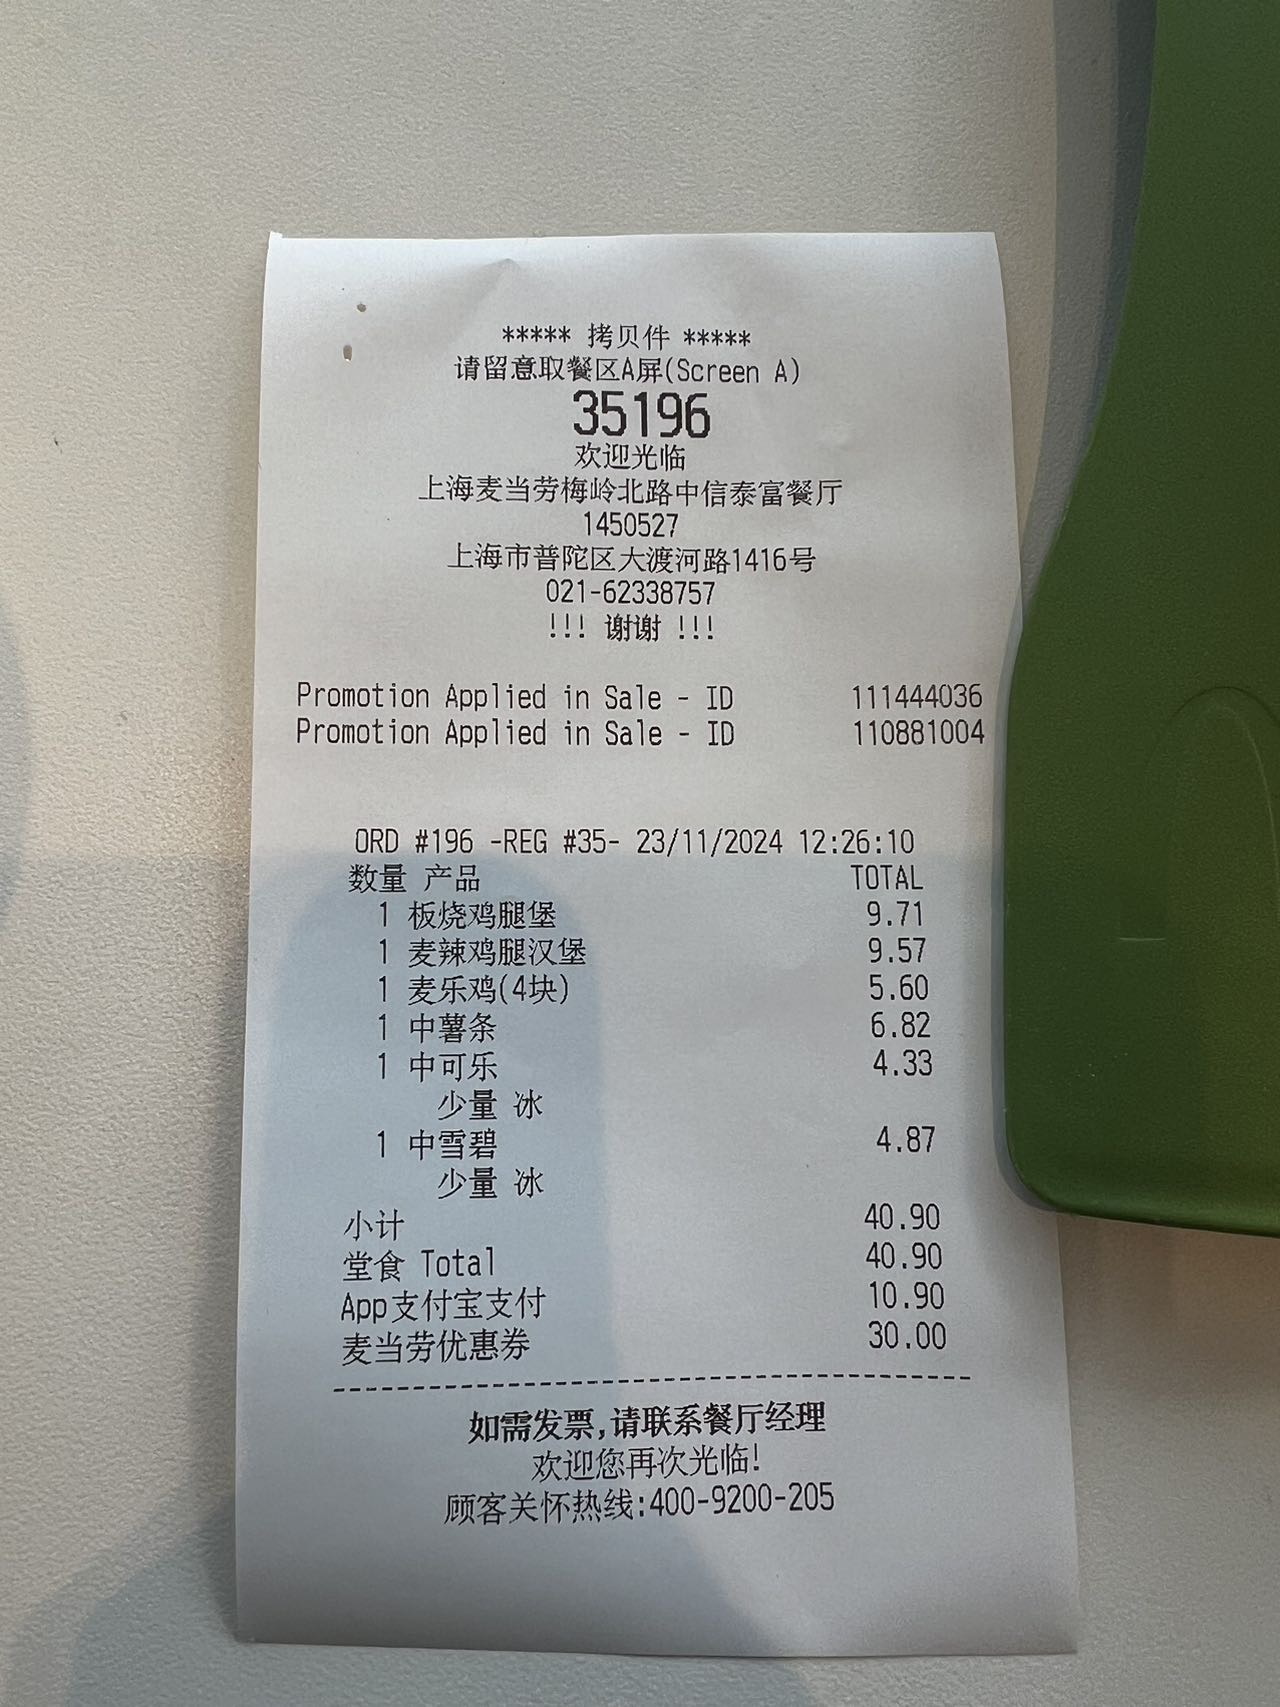 ***** 拷贝件 *****
请留意取餐区A屏(Screen A)
35196
欢迎光临
上海麦当劳梅岭北路中信泰富餐厅
1450527
上海市普陀区大渡河路1416号
021-62338757
!!! 谢谢 !!!
Promotion Applied in Sale - ID 111444036
Promotion Applied in Sale - ID 110881004
ORD #196 -REG #35- 23/11/2024 12:26:10
数量 产品 TOTAL
1 板烧鸡腿堡 9.71
1 麦辣鸡腿汉堡 9.57
1 麦乐鸡(4块) 5.60
1 中薯条 6.82
1 中可乐 4.33
少量 冰
1 中雪碧 4.87
少量 冰
小计 40.90
堂食 Total 40.90
App支付宝支付 10.90
麦当劳优惠券 30.00
--------------------------------------------
如需发票,请联系餐厅经理
欢迎您再次光临!
顾客关怀热线:400-9200-205